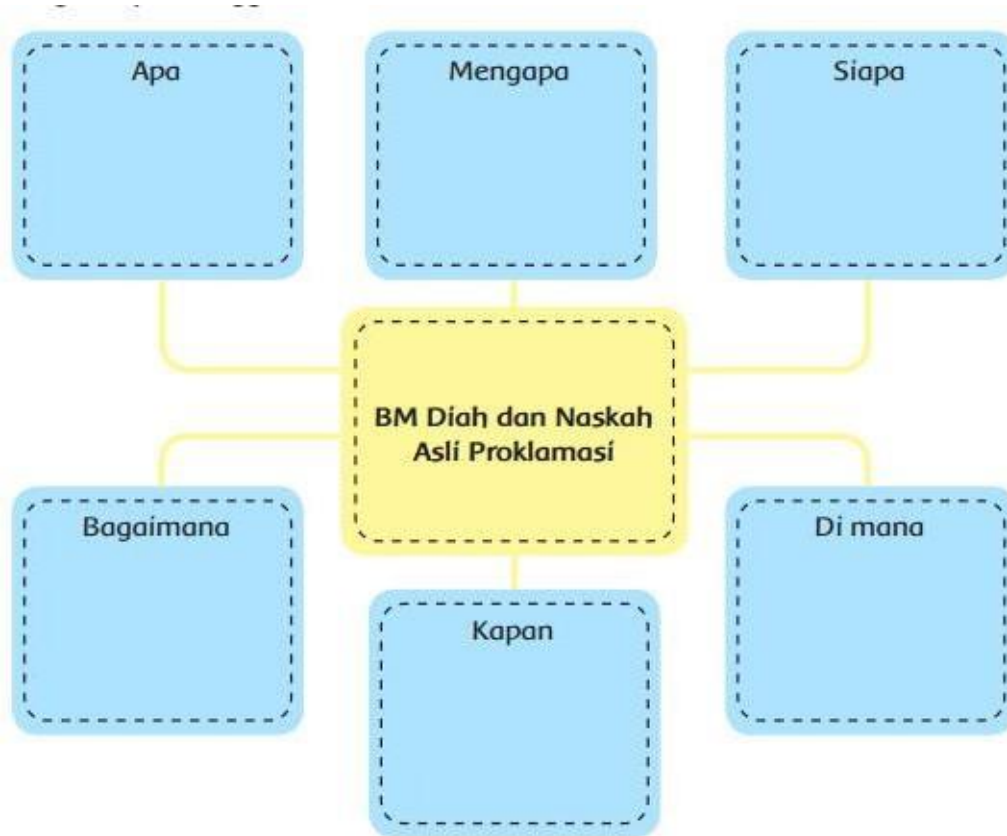 Apa
Mengapa
Siapa
BM Diah dan Naskah
Asli Proklamasi
Bagaimana
Di mana
Kapan